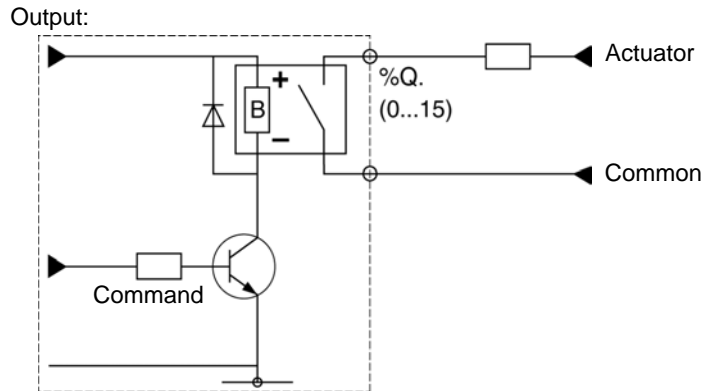 Output:
Actuator
+
%Q.
B
(0...15)
–
Common
Command